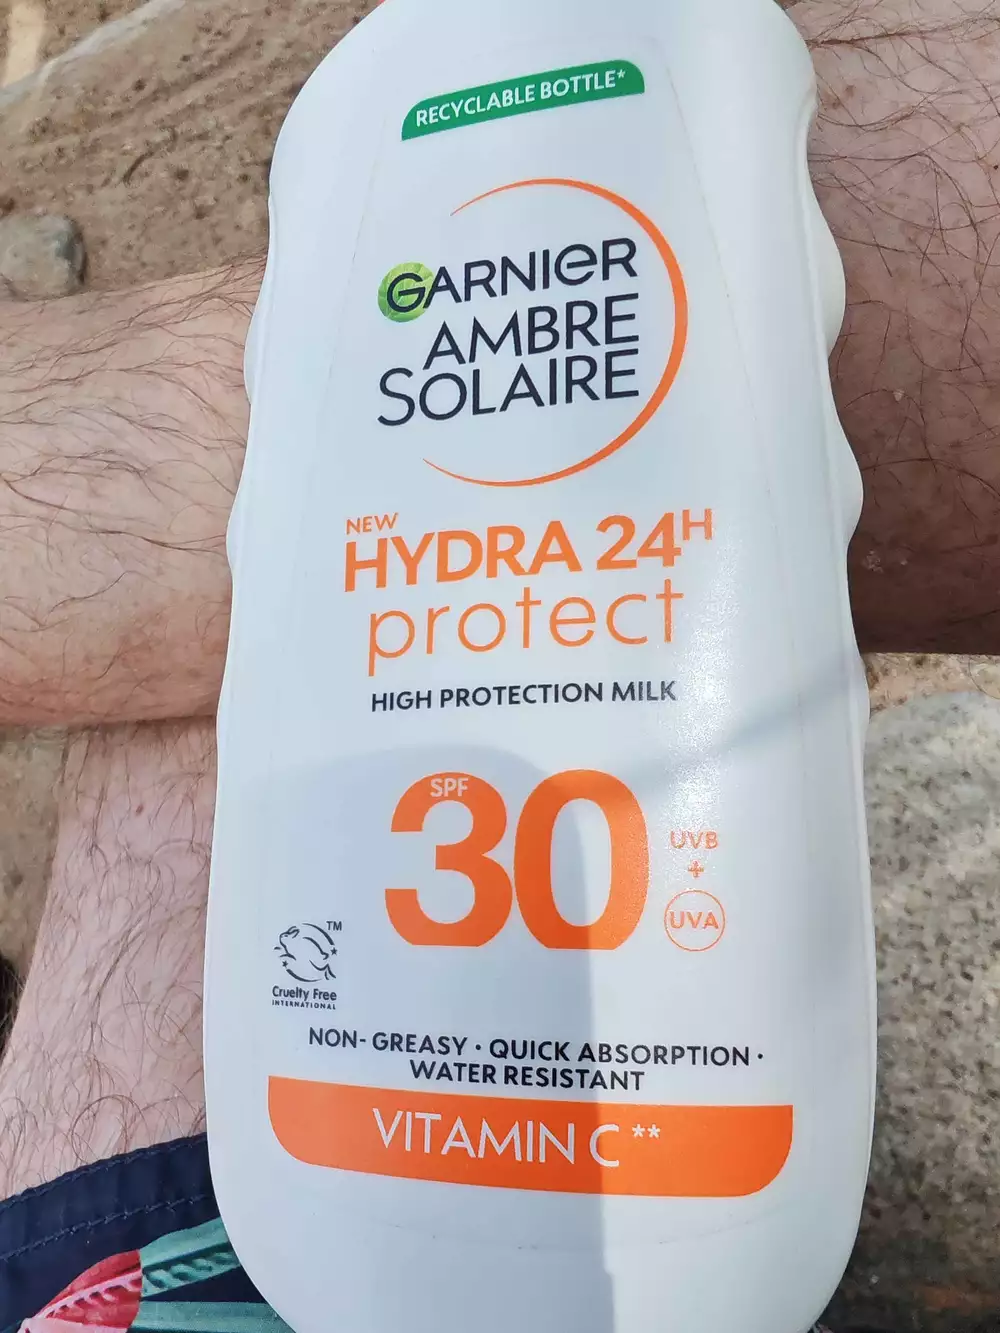 RECYCLABLE BOTTLE*
GARNIER
AMBRE
SOLAIRE
NEW
HYDRA 24H
protect
HIGH PROTECTION MILK
SPF
30
UVB
+
UVA
TM
Cruelty Free
INTERNATIONAL
NON-GREASY · QUICK ABSORPTION ·
WATER RESISTANT
VITAMIN C**